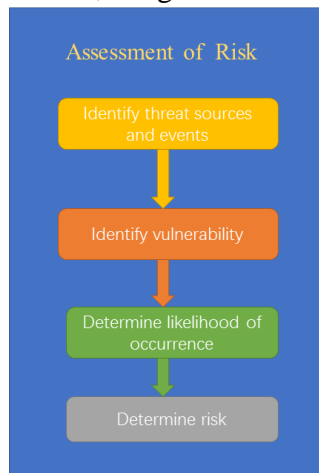 Assessment of Risk
Identify threat sources
and events
Identify vulnerability
Determine likelihood of
occurrence
Determine risk